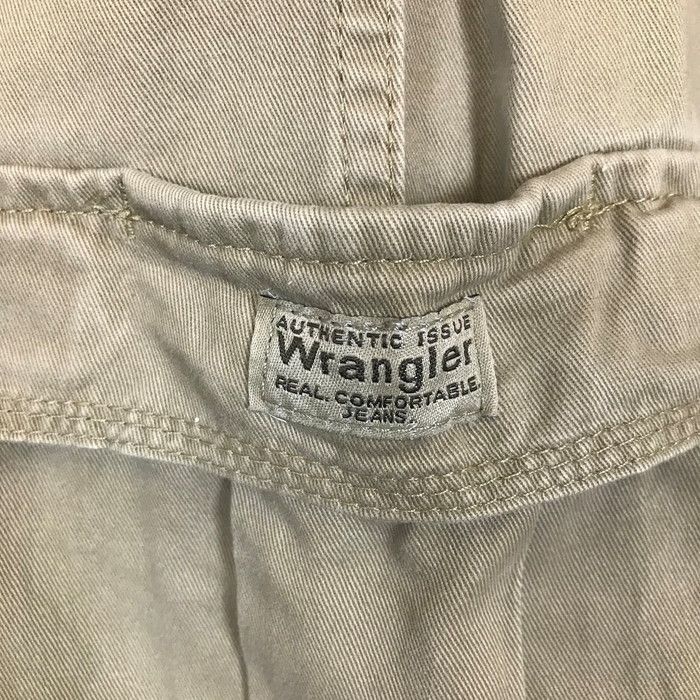 AUTHENTIC ISSUE
Wrangler
REAL. COMFORTABLE.
JEANS.